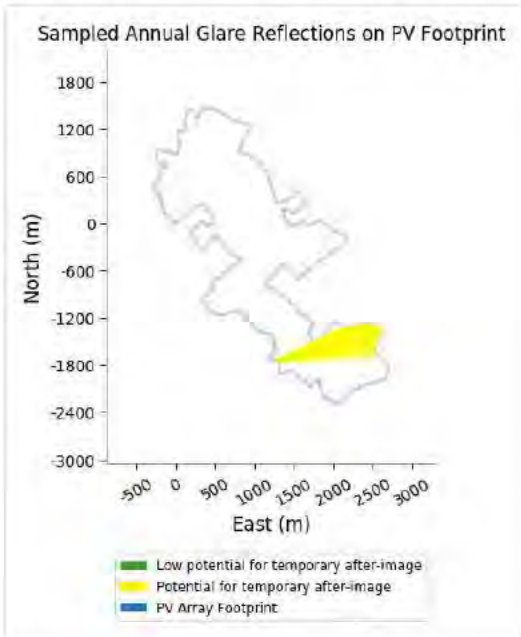 Sampled Annual Glare Reflections on PV Footprint
1800
1200
600
0
-600
-1200
-1800
-2400
-3000
North (m)
-500
0
500
1000
1500
2000
2500
3000
East (m)
Low potential for temporary after-image
Potential for temporary after-image
PV Array Footprint